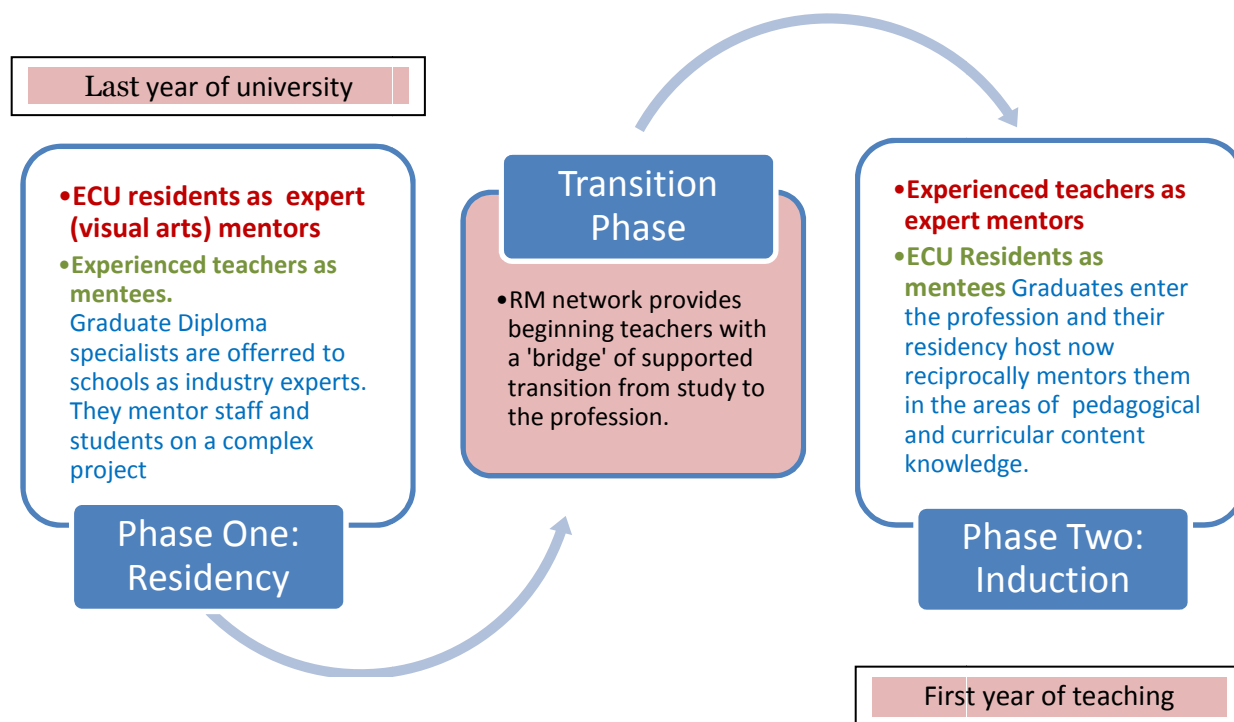 Last year of university
•ECU residents as expert
(visual arts) mentors
•Experienced teachers as
mentees.
Graduate Diploma
specialists are offerred to
schools as industry experts.
They mentor staff and
students on a complex
project
Phase One:
Residency
Transition
Phase
•RM network provides
beginning teachers with
a 'bridge' of supported
transition from study to
the profession.
•Experienced teachers as
expert mentors
•ECU Residents as
mentees Graduates enter
the profession and their
residency host now
reciprocally mentors them
in the areas of pedagogical
and curricular content
knowledge.
Phase Two:
Induction
First year of teaching